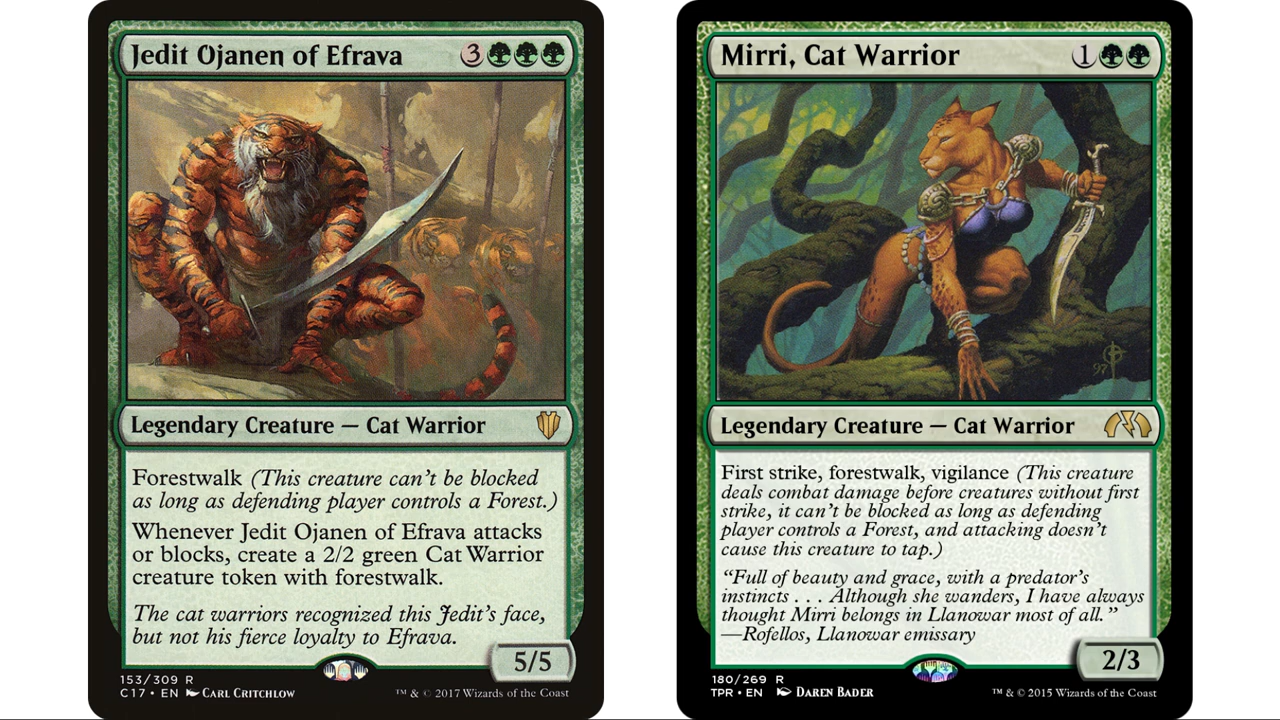 Jedit Ojanen of Efrava 3
Legendary Creature — Cat Warrior
Forestwalk (This creature can't be blocked
as long as defending player controls a Forest.)
Whenever Jedit Ojanen of Efrava attacks
or blocks, create a 2/2 green Cat Warrior
creature token with forestwalk.
The cat warriors recognized this Jedit's face,
but not his fierce loyalty to Efrava.
5/5
153/309 R
C17 • EN CARL CRITCHLOW
™ & © 2017 Wizards of the Coast
Mirri, Cat Warrior 1
97
Legendary Creature — Cat Warrior
First strike, forestwalk, vigilance (This creature
deals combat damage before creatures without first
strike, it can't be blocked as long as defending
player controls a Forest, and attacking doesn't
cause this creature to tap.)
"Full of beauty and grace, with a predator's
instincts . . . Although she wanders, I have always
thought Mirri belongs in Llanowar most of all."
—Rofellos, Llanowar emissary
2/3
180/269 R
TPR • EN DAREN BADER
™ & © 2015 Wizards of the Coast